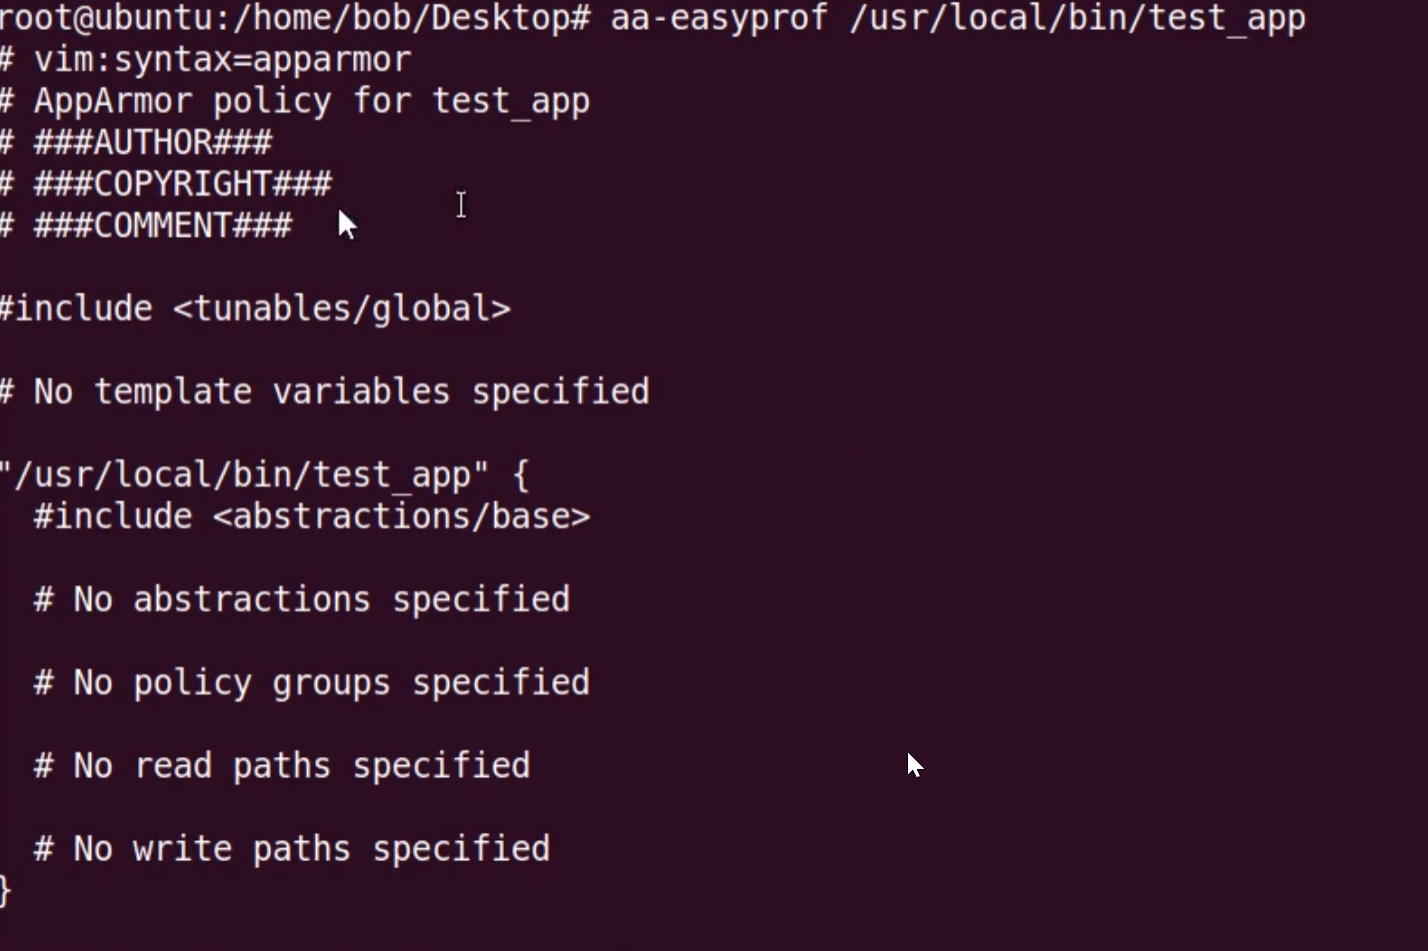 root@ubuntu:/home/bob/Desktop# aa-easyprof /usr/local/bin/test_app
# vim:syntax=apparmor
# AppArmor policy for test_app
# ###AUTHOR###
# ###COPYRIGHT###
# ###COMMENT###
#include <tunables/global>
# No template variables specified
"/usr/local/bin/test_app" {
#include <abstractions/base>
# No abstractions specified
# No policy groups specified
# No read paths specified
# No write paths specified
}